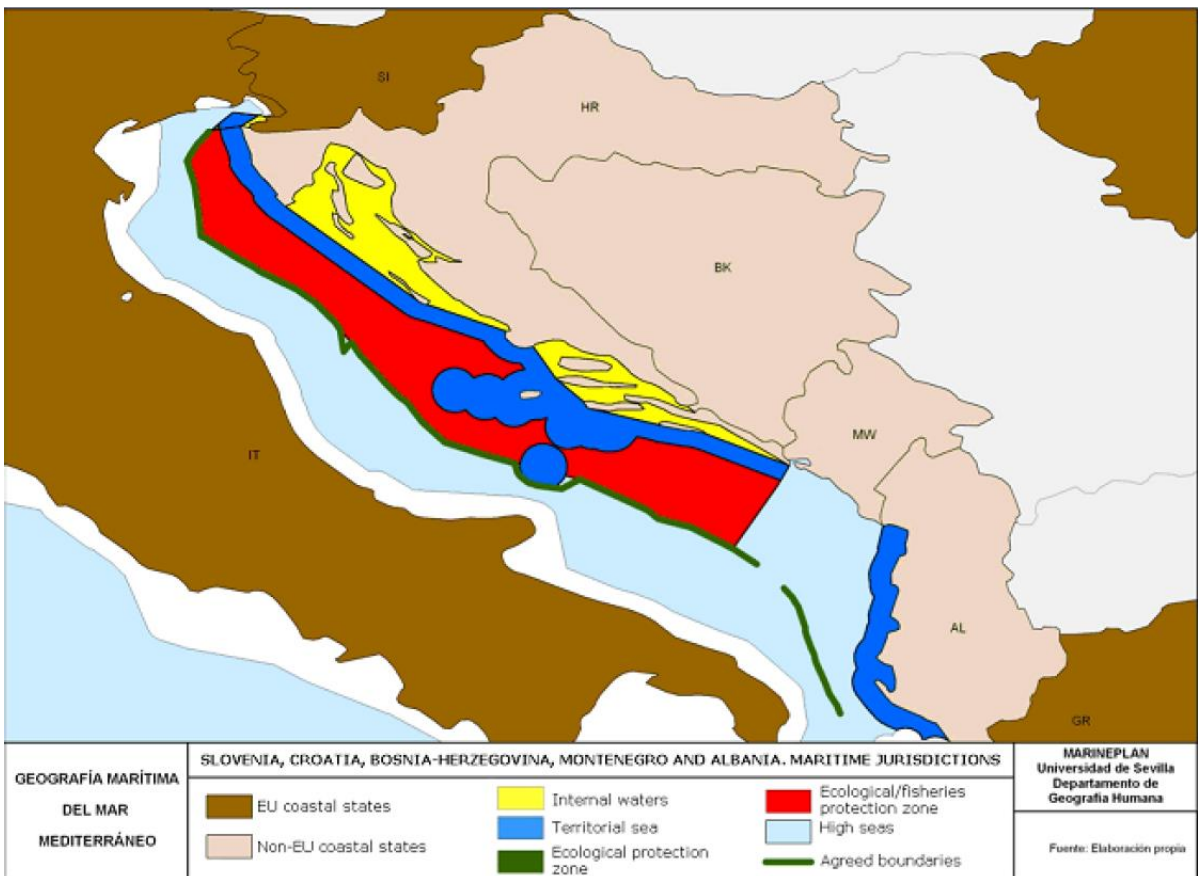 SI
HR
BK
IT
MW
AL
GR
GEOGRAFÍA MARÍTIMA
DEL MAR
MEDITERRÁNEO
SLOVENIA, CROATIA, BOSNIA-HERZEGOVINA, MONTENEGRO AND ALBANIA. MARITIME JURISDICTIONS
EU coastal states
Non-EU coastal states
Internal waters
Territorial sea
Ecological protection
zone
Ecological/fisheries
protection zone
High seas
Agreed boundaries
MARINEPLAN
Universidad de Sevilla
Departamento de
Geografía Humana
Fuente: Elaboración propia